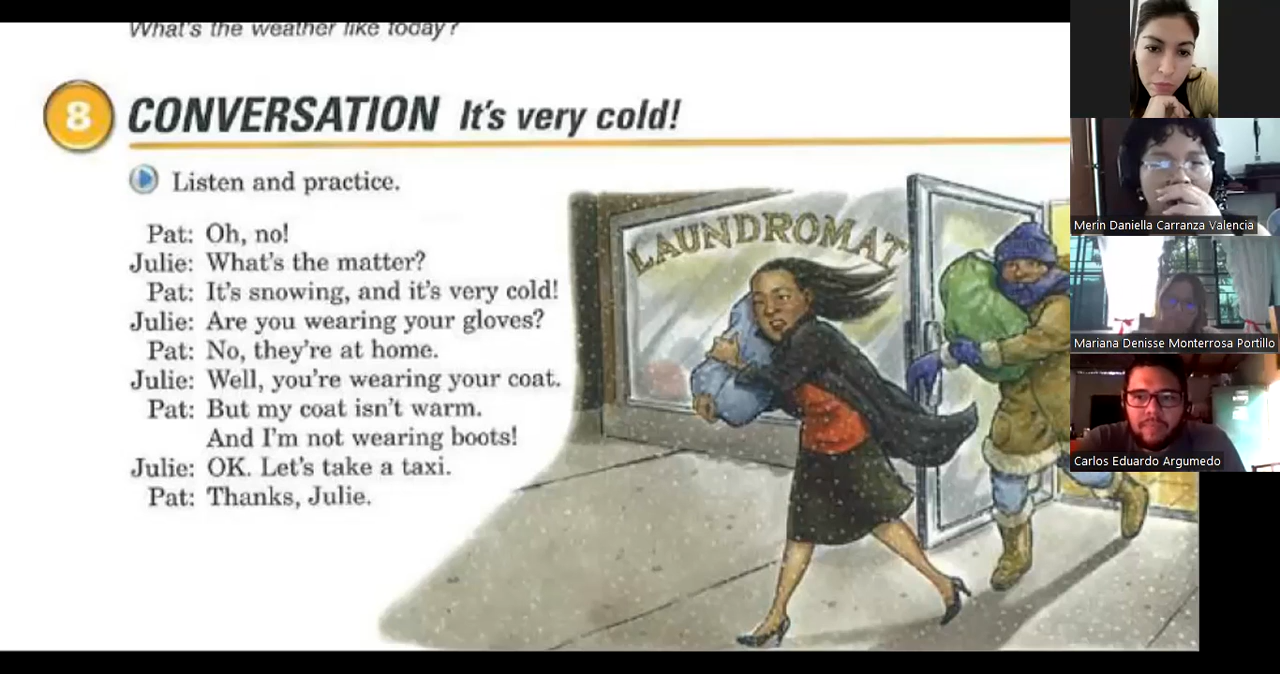 What's the weather like today?
8 CONVERSATION It's very cold!
Listen and practice.
Pat: Oh, no!
Julie: What's the matter?
Pat: It's snowing, and it's very cold!
Julie: Are you wearing your gloves?
Pat: No, they're at home.
Julie: Well, you're wearing your coat.
Pat: But my coat isn't warm.
And I'm not wearing boots!
Julie: OK. Let's take a taxi.
Pat: Thanks, Julie.
LAUNDROMAT
Merin Daniella Carranza Valencia
Mariana Denisse Monterrosa Portillo
Carlos Eduardo Argumedo